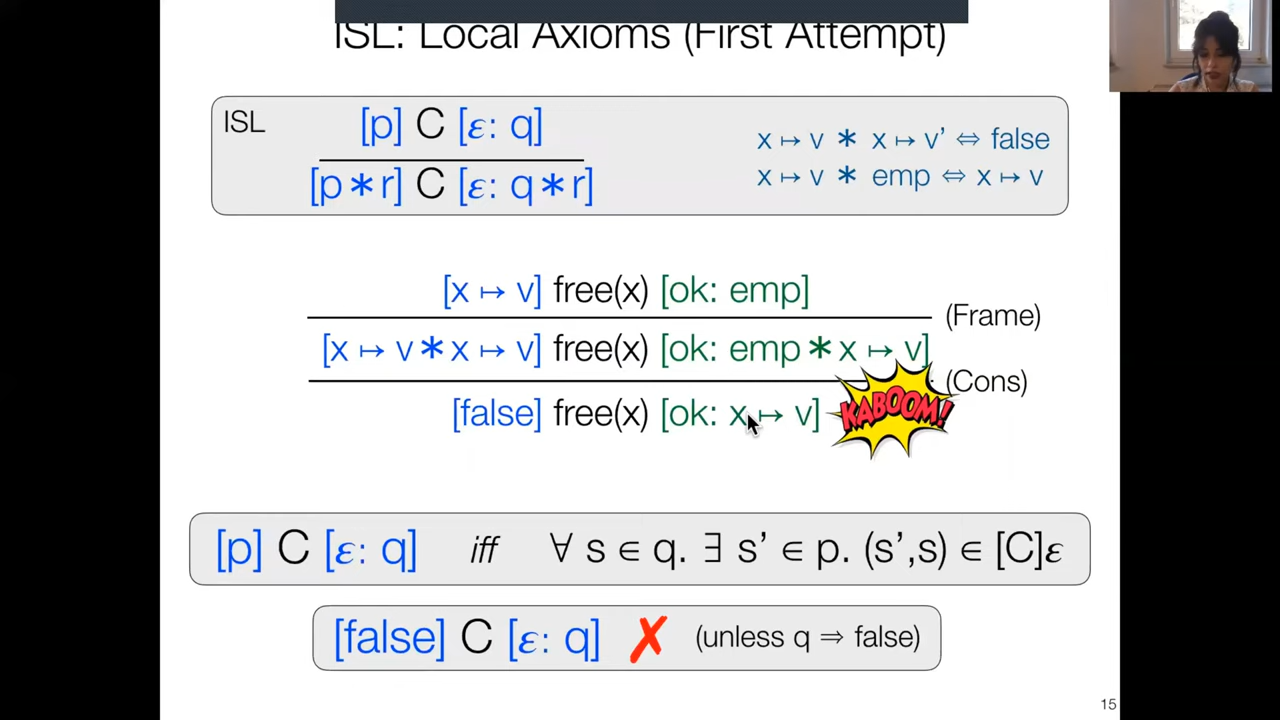 ISL: Local Axioms (First Attempt)
ISL
[p] C [ε: q]
[p ∗ r] C [ε: q ∗ r]
x ↦ v ∗ x ↦ v' ⇔ false
x ↦ v ∗ emp ⇔ x ↦ v
[x ↦ v] free(x) [ok: emp]
(Frame)
[x ↦ v ∗ x ↦ v] free(x) [ok: emp ∗ x ↦ v]
(Cons)
[false] free(x) [ok: x ↦ v]
KABOOM!
[p] C [ε: q] iff ∀ s ∈ q. ∃ s' ∈ p. (s',s) ∈ [C]ε
[false] C [ε: q] ✗ (unless q ⇒ false)
15